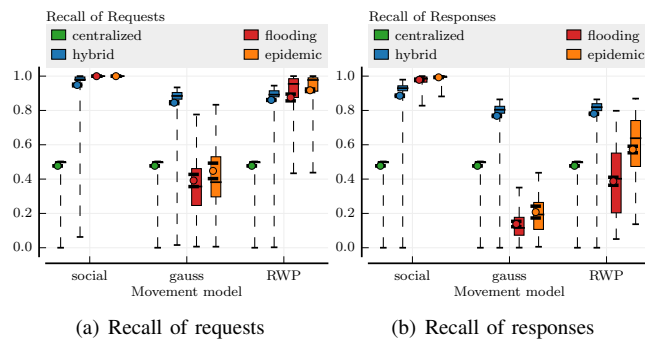 Recall of Requests
centralized flooding
hybrid epidemic
1.0
0.8
0.6
0.4
0.2
0.0
social gauss RWP
Movement model
(a) Recall of requests
Recall of Responses
centralized flooding
hybrid epidemic
1.0
0.8
0.6
0.4
0.2
0.0
social gauss RWP
Movement model
(b) Recall of responses